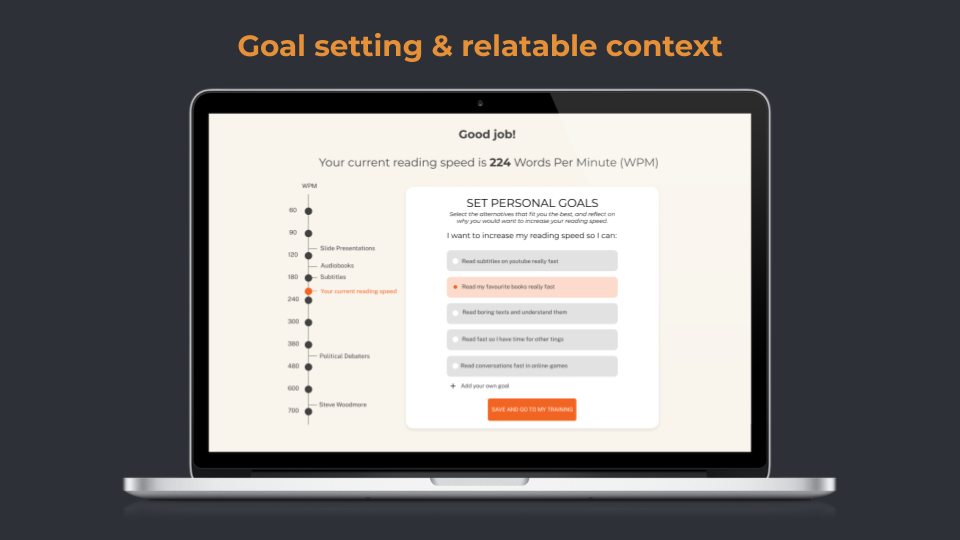 Goal setting & relatable context
Good job!
Your current reading speed is 224 Words Per Minute (WPM)
WPM
60
90
Slide Presentations
120
Audiobooks
180
Subtitles
Your current reading speed
240
300
380
Political Debaters
480
600
Steve Woodmore
700
SET PERSONAL GOALS
Select the alternatives that fit you the best, and reflect on
why you would want to increase your reading speed.
I want to increase my reading speed so I can:
Read subtitles on youtube really fast
Read my favourite books really fast
Read boring texts and understand them
Read fast so I have time for other tings
Read conversations fast in online-games
+ Add your own goal
SAVE AND GO TO MY TRAINING